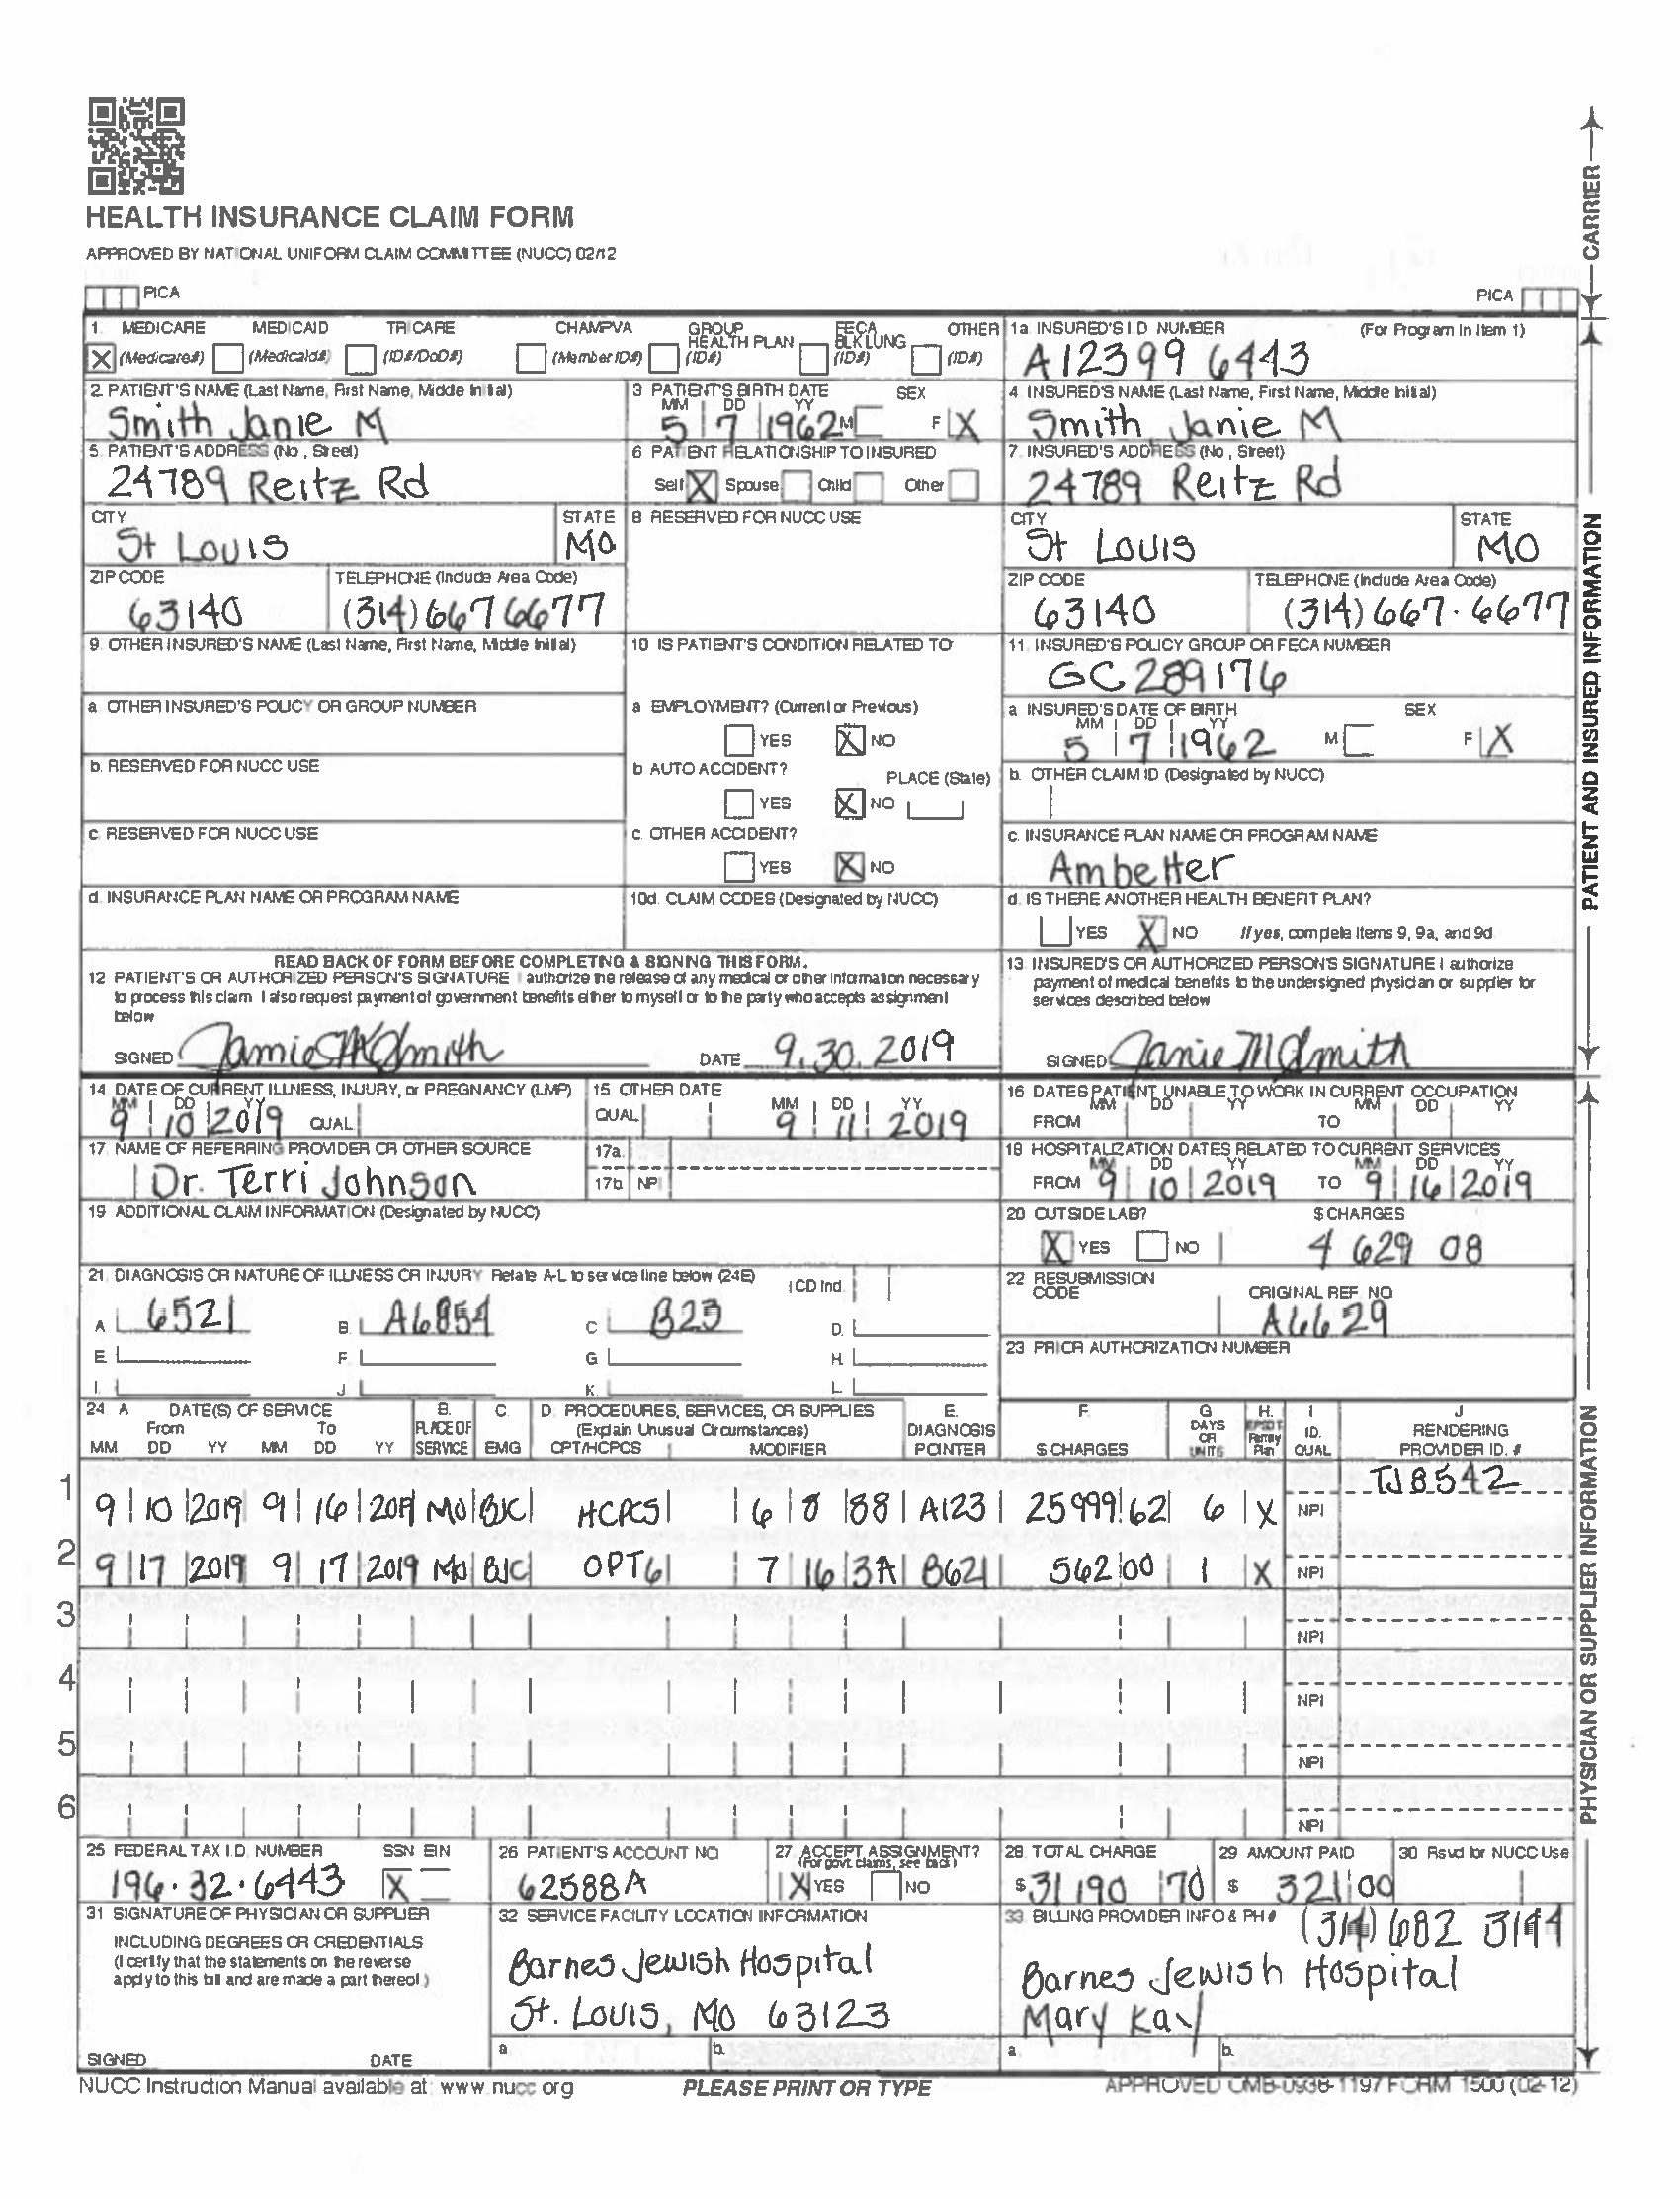 HEALTH INSURANCE CLAIM FORM
APPROVED BY NATIONAL UNIFORM CLAIM COMMITTEE (NUCC) 02/12
PICA PICA
CARRIER
1. MEDICARE MEDICAID TRICARE CHAMPVA GROUP HEALTH PLAN FECA BLK LUNG OTHER
X (Medicare#) (Medicaid#) (ID#/DoD#) (Member ID#) (ID#) (ID#) (ID#)
1a. INSURED'S I.D. NUMBER (For Program in Item 1)
A12399 6443
2. PATIENT'S NAME (Last Name, First Name, Middle Initial)
Smith Janie M
3 PATIENT'S BIRTH DATE SEX
MM DD YY
5 7 1962 M F X
4. INSURED'S NAME (Last Name, First Name, Middle Initial)
Smith Janie M
5. PATIENT'S ADDRESS (No., Street)
24789 Reitz Rd
6 PATIENT RELATIONSHIP TO INSURED
Self X Spouse Child Other
7. INSURED'S ADDRESS (No., Street)
24789 Reitz Rd
CITY STATE
St Louis MO
8 RESERVED FOR NUCC USE
CITY STATE
St Louis MO
ZIP CODE TELEPHONE (Include Area Code)
63140 (314) 667 6677
ZIP CODE TELEPHONE (Include Area Code)
63140 (314) 667.6677
9. OTHER INSURED'S NAME (Last Name, First Name, Middle Initial)
10 IS PATIENT'S CONDITION RELATED TO
11. INSURED'S POLICY GROUP OR FECA NUMBER
GC 289176
a. OTHER INSURED'S POLICY OR GROUP NUMBER
a EMPLOYMENT? (Current or Previous)
YES X NO
a INSURED'S DATE OF BIRTH SEX
MM DD YY
5 7 1962 M F X
b. RESERVED FOR NUCC USE
b AUTO ACCIDENT? PLACE (State)
YES X NO
b. OTHER CLAIM ID (Designated by NUCC)
c. RESERVED FOR NUCC USE
c OTHER ACCIDENT?
YES X NO
c. INSURANCE PLAN NAME OR PROGRAM NAME
Ambetter
d. INSURANCE PLAN NAME OR PROGRAM NAME
10d. CLAIM CODES (Designated by NUCC)
d. IS THERE ANOTHER HEALTH BENEFIT PLAN?
YES X NO If yes, complete items 9, 9a, and 9d
PATIENT AND INSURED INFORMATION
READ BACK OF FORM BEFORE COMPLETING & SIGNING THIS FORM.
12 PATIENT'S OR AUTHORIZED PERSON'S SIGNATURE I authorize the release of any medical or other information necessary
to process this claim I also request payment of government benefits either to myself or to the party who accepts assignment
below
SIGNED Janie M Smith DATE 9.30.2019
13 INSURED'S OR AUTHORIZED PERSON'S SIGNATURE I authorize
payment of medical benefits to the undersigned physician or supplier for
services described below
SIGNED Janie M Smith
14 DATE OF CURRENT ILLNESS, INJURY, or PREGNANCY (LMP)
MM DD YY
9 10 2019 QUAL
15 OTHER DATE
QUAL MM DD YY
9 11 2019
16 DATES PATIENT UNABLE TO WORK IN CURRENT OCCUPATION
MM DD YY MM DD YY
FROM TO
17. NAME OF REFERRING PROVIDER OR OTHER SOURCE
Dr. Terri Johnson
17a.
17b NPI
18 HOSPITALIZATION DATES RELATED TO CURRENT SERVICES
MM DD YY MM DD YY
FROM 9 10 2019 TO 9 16 2019
19 ADDITIONAL CLAIM INFORMATION (Designated by NUCC)
20 OUTSIDE LAB? $ CHARGES
X YES NO 4 629 08
21. DIAGNOSIS OR NATURE OF ILLNESS OR INJURY Relate A-L to service line below (24E) ICD Ind.
A 6521 B. A6854 C B23 D.
E. F. G H.
I. J K. L.
22 RESUBMISSION CODE ORIGINAL REF. NO
A6629
23 PRIOR AUTHORIZATION NUMBER
24 A DATE(S) OF SERVICE B. C. D. PROCEDURES, SERVICES, OR SUPPLIES E. F. G H. I J
From To PLACE OF (Explain Unusual Circumstances) DIAGNOSIS DAYS OR EPSDT Family ID. RENDERING
MM DD YY MM DD YY SERVICE EMG CPT/HCPCS MODIFIER POINTER $ CHARGES UNITS Plan QUAL PROVIDER ID. #
TJ8542
1 9 10 2019 9 16 2019 MO BJC HCPCS 6 8 88 A123 25999 62 6 X NPI
2 9 17 2019 9 17 2019 Mo BJC OPT6 7 16 3A B621 562 00 1 X NPI
3 NPI
4 NPI
5 NPI
6 NPI
PHYSICIAN OR SUPPLIER INFORMATION
25 FEDERAL TAX I.D. NUMBER SSN EIN
196.32.6443 X
26 PATIENT'S ACCOUNT NO
62588A
27. ACCEPT ASSIGNMENT?
(For govt. claims, see back)
X YES NO
28. TOTAL CHARGE
$ 31190 70
29 AMOUNT PAID
$ 321 00
30 Rsvd for NUCC Use
31 SIGNATURE OF PHYSICIAN OR SUPPLIER
INCLUDING DEGREES OR CREDENTIALS
(I certify that the statements on the reverse
apply to this bill and are made a part thereof.)
SIGNED DATE
32 SERVICE FACILITY LOCATION INFORMATION
Barnes Jewish Hospital
St. Louis, Mo 63123
a. b.
33. BILLING PROVIDER INFO & PH # (314) 682 3144
Barnes Jewish Hospital
Mary Kay
a. b.
NUCC Instruction Manual available at: www.nucc.org PLEASE PRINT OR TYPE APPROVED OMB-0938-1197 FORM 1500 (02-12)